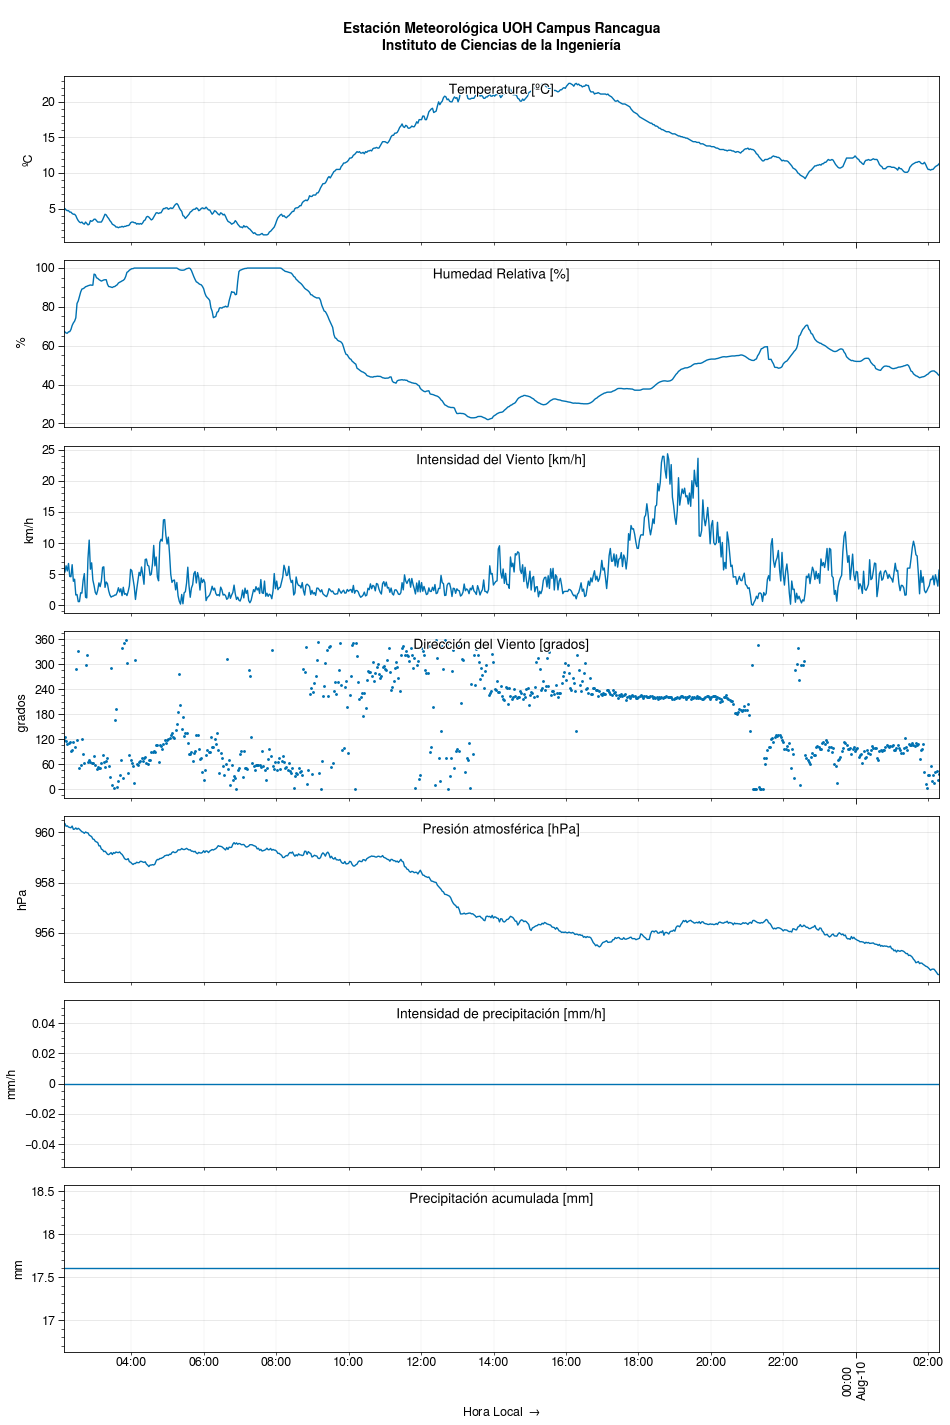 Estación Meteorológica UOH Campus Rancagua
Instituto de Ciencias de la Ingeniería
Temperatura [ºC]
ºC
20
15
10
5
Humedad Relativa [%]
%
100
80
60
40
20
Intensidad del Viento [km/h]
km/h
25
20
15
10
5
0
Dirección del Viento [grados]
grados
360
300
240
180
120
60
0
Presión atmosférica [hPa]
hPa
960
958
956
Intensidad de precipitación [mm/h]
mm/h
0.04
0.02
0
−0.02
−0.04
Precipitación acumulada [mm]
mm
18.5
18
17.5
17
04:00 06:00 08:00 10:00 12:00 14:00 16:00 18:00 20:00 22:00 00:00 02:00
Aug-10
Hora Local →